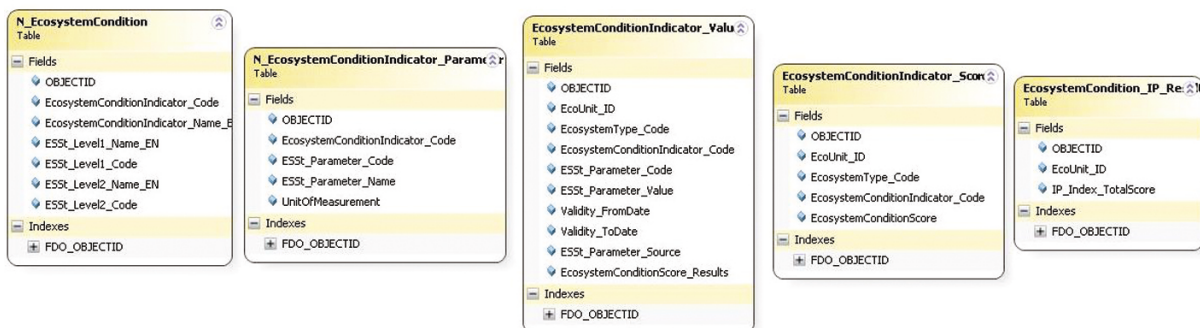 N_EcosystemCondition
Table
Fields
OBJECTID
EcosystemConditionIndicator_Code
EcosystemConditionIndicator_Name_E
ESSt_Level1_Name_EN
ESSt_Level1_Code
ESSt_Level2_Name_EN
ESSt_Level2_Code
Indexes
FDO_OBJECTID
N_EcosystemConditionIndicator_Parameter
Table
Fields
OBJECTID
EcosystemConditionIndicator_Code
ESSt_Parameter_Code
ESSt_Parameter_Name
UnitOfMeasurement
Indexes
FDO_OBJECTID
EcosystemConditionIndicator_Valu
Table
Fields
OBJECTID
EcoUnit_ID
EcosystemType_Code
EcosystemConditionIndicator_Code
ESSt_Parameter_Code
ESSt_Parameter_Value
Validity_FromDate
Validity_ToDate
ESSt_Parameter_Source
EcosystemConditionScore_Results
Indexes
FDO_OBJECTID
EcosystemConditionIndicator_Scor
Table
Fields
OBJECTID
EcoUnit_ID
EcosystemType_Code
EcosystemConditionIndicator_Code
EcosystemConditionScore
Indexes
FDO_OBJECTID
EcosystemCondition_IP_Result
Table
Fields
OBJECTID
EcoUnit_ID
IP_Index_TotalScore
Indexes
FDO_OBJECTID